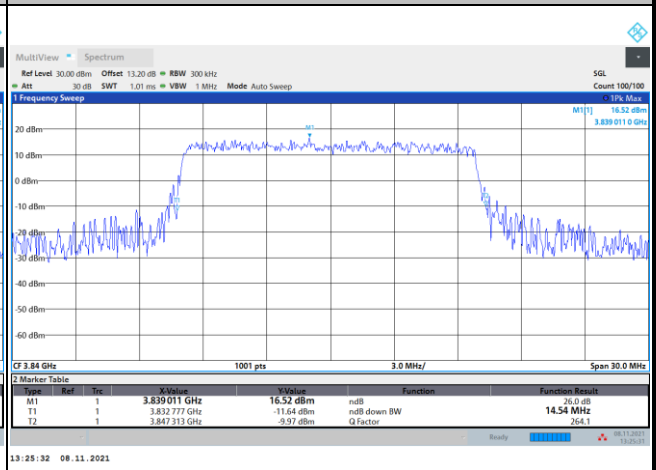 MultiView Spectrum
Ref Level 30.00 dBm Offset 13.20 dB RBW 300 kHz SGL
Att 30 dB SWT 1.01 ms VBW 1 MHz Mode Auto Sweep Count 100/100
1 Frequency Sweep 1Pk Max
M1[1] 16.52 dBm
3.839 011 0 GHz
M1
20 dBm
10 dBm
0 dBm
-10 dBm
-20 dBm
-30 dBm
-40 dBm
-50 dBm
-60 dBm
CF 3.84 GHz 1001 pts 3.0 MHz/ Span 30.0 MHz
2 Marker Table
Type Ref Trc X-Value Y-Value Function Function Result
M1 1 3.839 011 GHz 16.52 dBm ndB 26.0 dB
T1 1 3.832 777 GHz -11.64 dBm ndB down BW 14.54 MHz
T2 1 3.847 313 GHz -9.97 dBm Q Factor 264.1
Ready 08.11.2021
13:25:31
13:25:32 08.11.2021